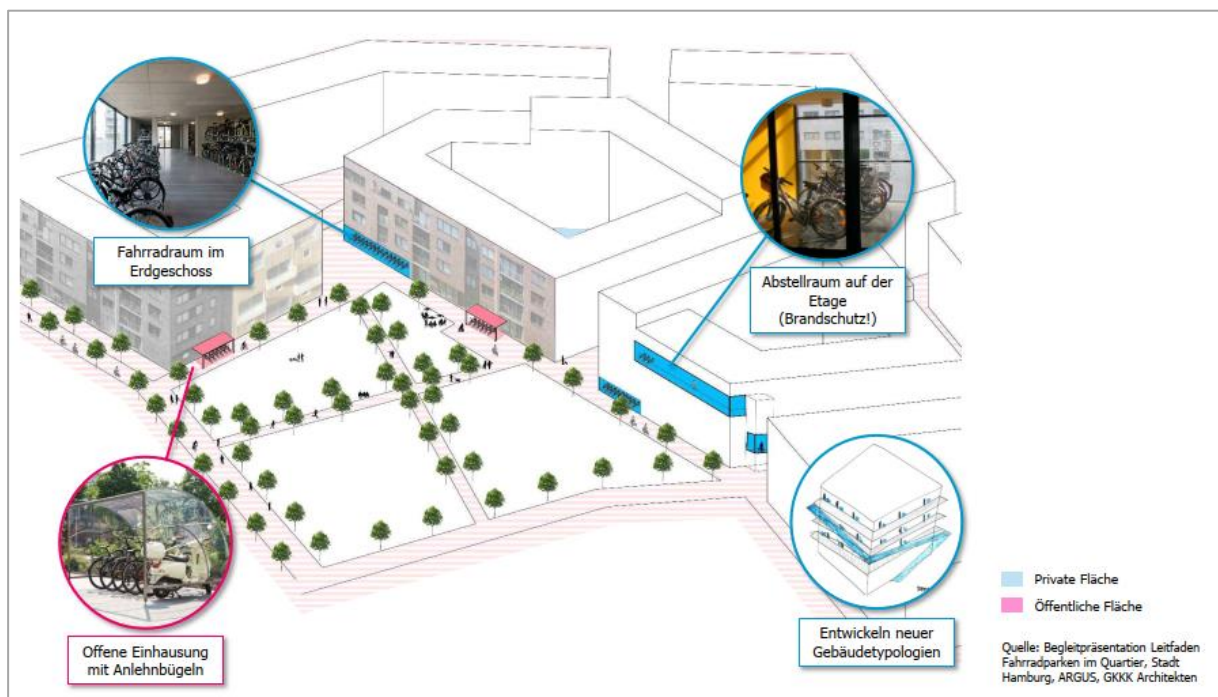 Fahrradraum im
Erdgeschoss
Abstellraum auf der
Etage
(Brandschutz!)
Offene Einhausung
mit Anlehnbügeln
Entwickeln neuer
Gebäudetypologien
Private Fläche
Öffentliche Fläche
Quelle: Begleitpräsentation Leitfaden
Fahrradparken im Quartier, Stadt
Hamburg, ARGUS, GKKK Architekten